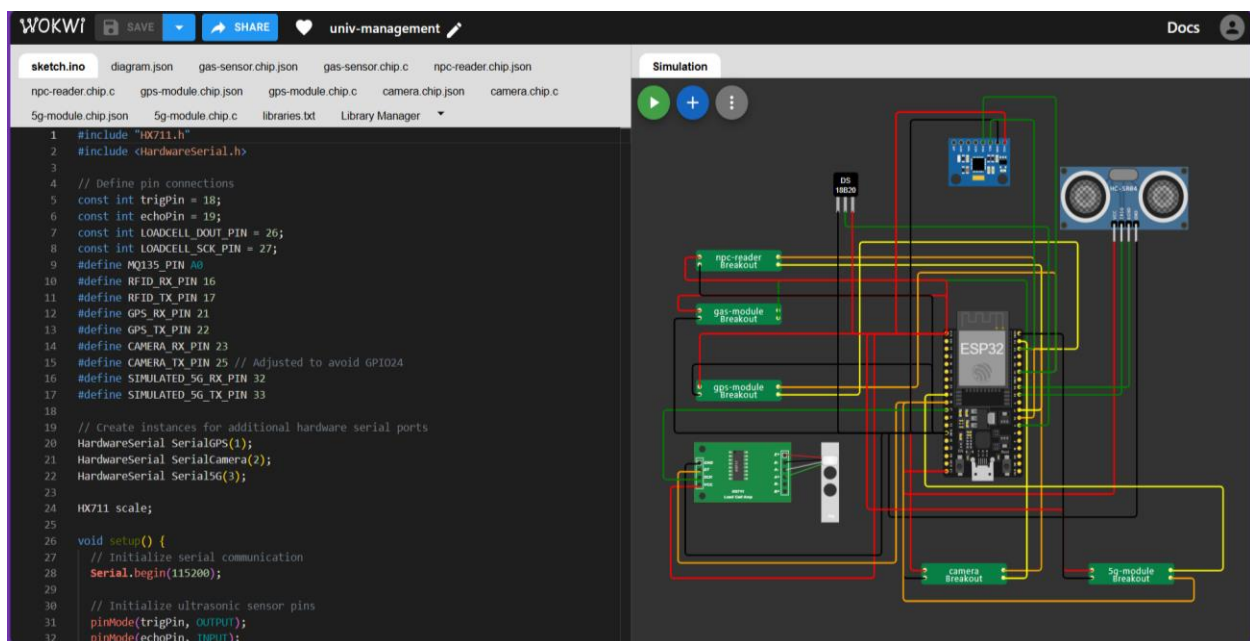 WOKWI SAVE SHARE univ-management Docs
sketch.ino diagram.json gas-sensor.chip.json gas-sensor.chip.c npc-reader.chip.json
npc-reader.chip.c gps-module.chip.json gps-module.chip.c camera.chip.json camera.chip.c
5g-module.chip.json 5g-module.chip.c libraries.txt Library Manager
1 #include "HX711.h"
2 #include <HardwareSerial.h>
3
4 // Define pin connections
5 const int trigPin = 18;
6 const int echoPin = 19;
7 const int LOADCELL_DOUT_PIN = 26;
8 const int LOADCELL_SCK_PIN = 27;
9 #define MQ135_PIN A0
10 #define RFID_RX_PIN 16
11 #define RFID_TX_PIN 17
12 #define GPS_RX_PIN 21
13 #define GPS_TX_PIN 22
14 #define CAMERA_RX_PIN 23
15 #define CAMERA_TX_PIN 25 // Adjusted to avoid GPIO24
16 #define SIMULATED_5G_RX_PIN 32
17 #define SIMULATED_5G_TX_PIN 33
18
19 // Create instances for additional hardware serial ports
20 HardwareSerial SerialGPS(1);
21 HardwareSerial SerialCamera(2);
22 HardwareSerial Serial5G(3);
23
24 HX711 scale;
25
26 void setup() {
27 // Initialize serial communication
28 Serial.begin(115200);
29
30 // Initialize ultrasonic sensor pins
31 pinMode(trigPin, OUTPUT);
32 pinMode(echoPin, INPUT);
Simulation
DS
18B20
HC-SR04
npc-reader
Breakout
gas-module
Breakout
ESP32
gps-module
Breakout
camera
Breakout
5g-module
Breakout